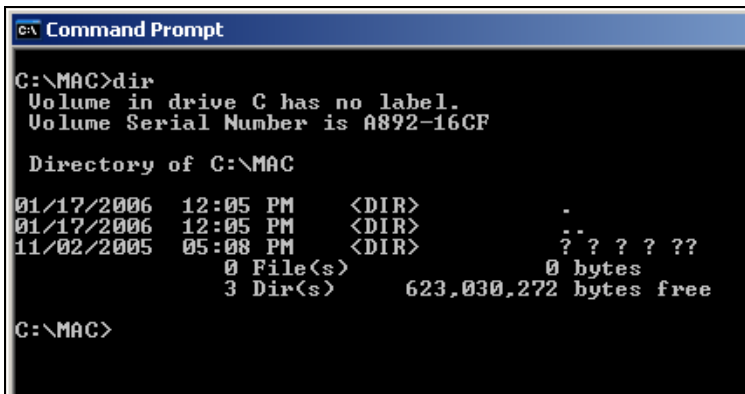 Command Prompt
C:\MAC>dir
 Volume in drive C has no label.
 Volume Serial Number is A892-16CF
 Directory of C:\MAC
01/17/2006  12:05 PM    <DIR>          .
01/17/2006  12:05 PM    <DIR>          ..
11/02/2005  05:08 PM    <DIR>          ? ? ? ? ??
               0 File(s)              0 bytes
               3 Dir(s)     623,030,272 bytes free
C:\MAC>